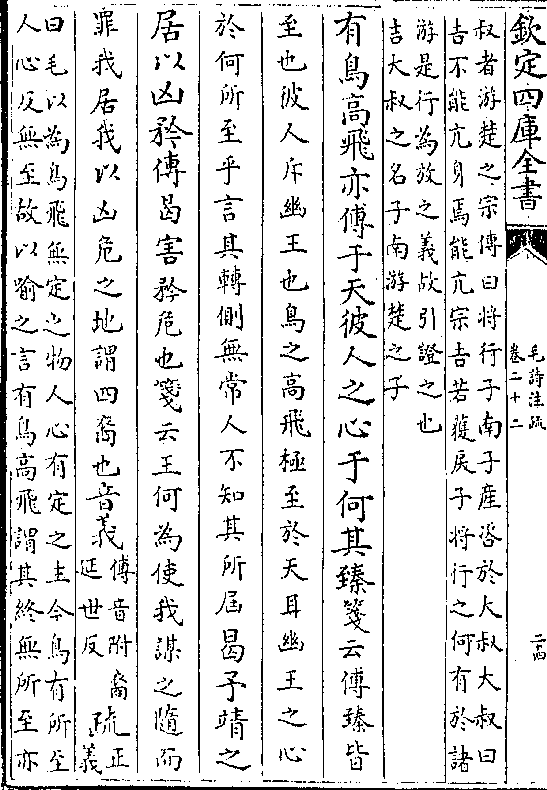 欽定四庫全書
毛詩注疏
卷二十二
二十四
叔者游楚之宗傳曰將行子南子產咨於大叔大叔曰
吉不能亢身焉能亢宗吉若獲戾子將行之何有於諸
游是行為放之義故引證之也
吉大叔之名子南游楚之子
有鳥高飛亦傅于天彼人之心于何其臻箋云傅臻皆
至也彼人斥幽王也鳥之高飛極至於天耳幽王之心
於何所至乎言其轉側無常人不知其所屆曷予靖之
居以凶矜傳曷害矜危也箋云王何為使我謀之隨而
罪我居我以凶危之地謂四裔也音義
傅音附裔
延世反
疏
正
義
曰毛以為鳥飛無定之物人心有定之主今鳥有所至
人心反無至故以喻之言有鳥高飛謂其終無所至亦